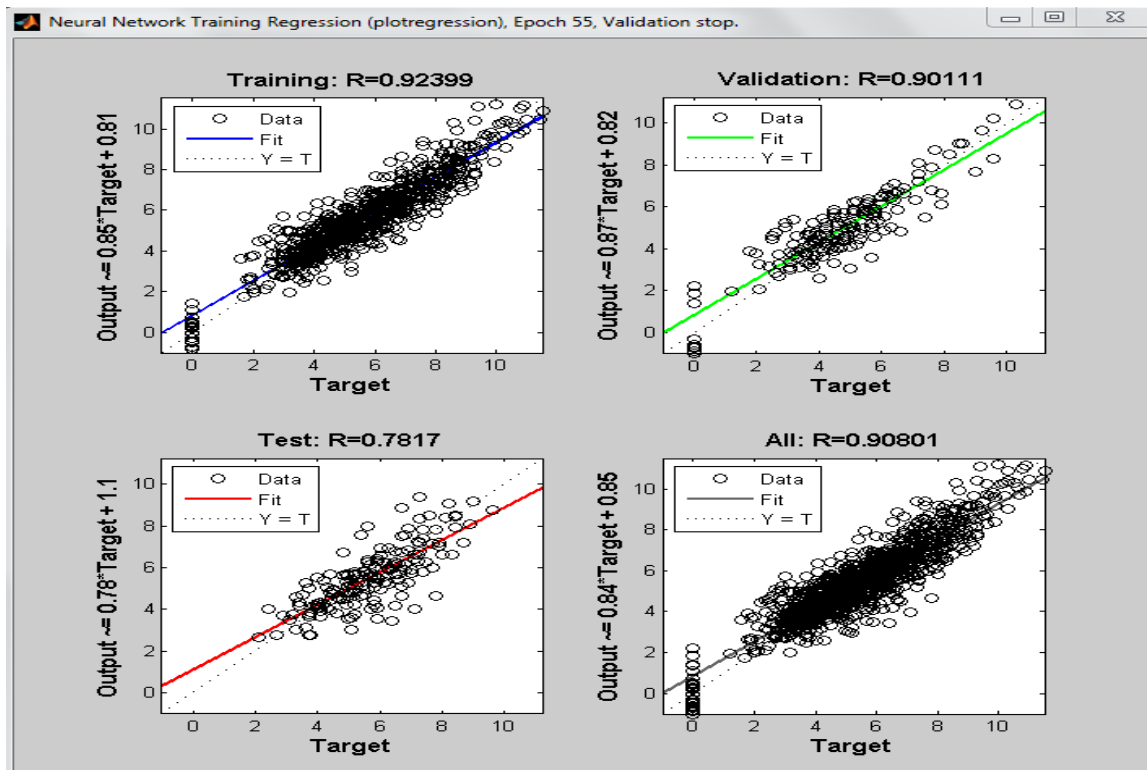 Neural Network Training Regression (plotregression), Epoch 55, Validation stop.
Training: R=0.92399
Output ~= 0.85*Target + 0.81
Data
Fit
Y = T
10
8
6
4
2
0
0 2 4 6 8 10
Target
Validation: R=0.90111
Output ~= 0.87*Target + 0.82
Data
Fit
Y = T
10
8
6
4
2
0
0 2 4 6 8 10
Target
Test: R=0.7817
Output ~= 0.78*Target + 1.1
Data
Fit
Y = T
10
8
6
4
2
0
0 2 4 6 8 10
Target
All: R=0.90801
Output ~= 0.84*Target + 0.85
Data
Fit
Y = T
10
8
6
4
2
0
0 2 4 6 8 10
Target